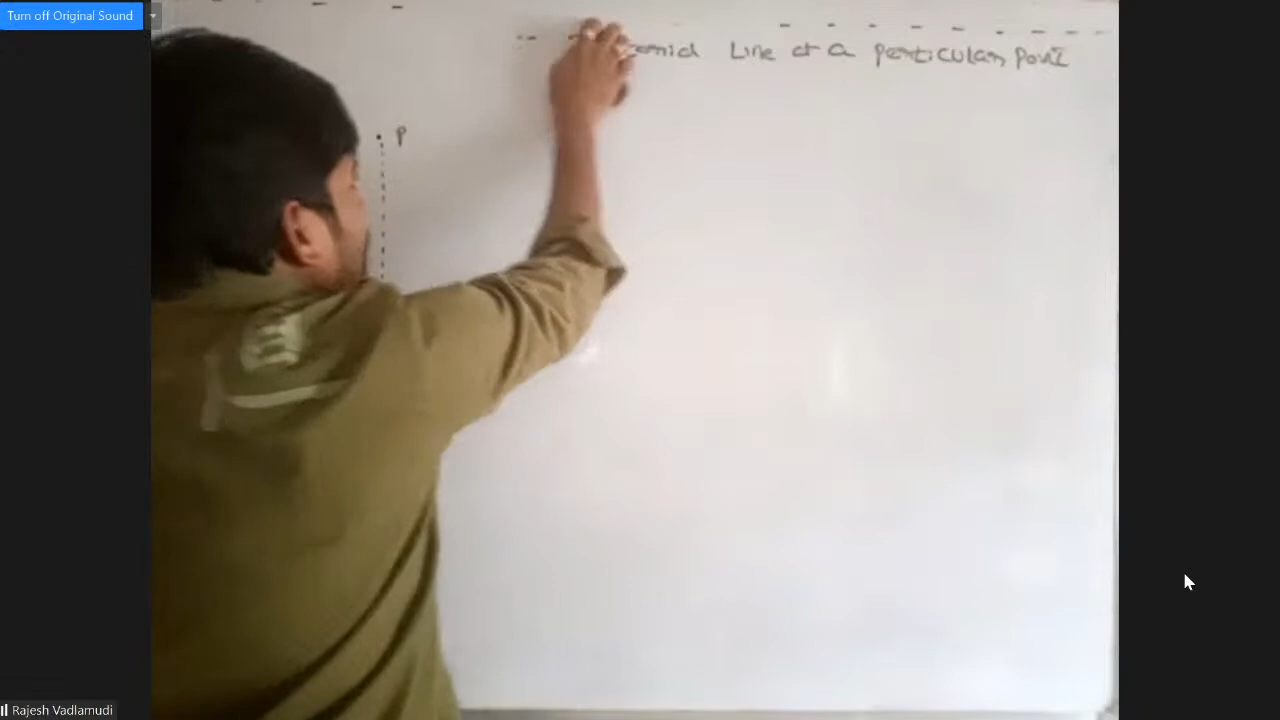 Turn off Original Sound
Line at a particular point
P
Rajesh Vadlamudi